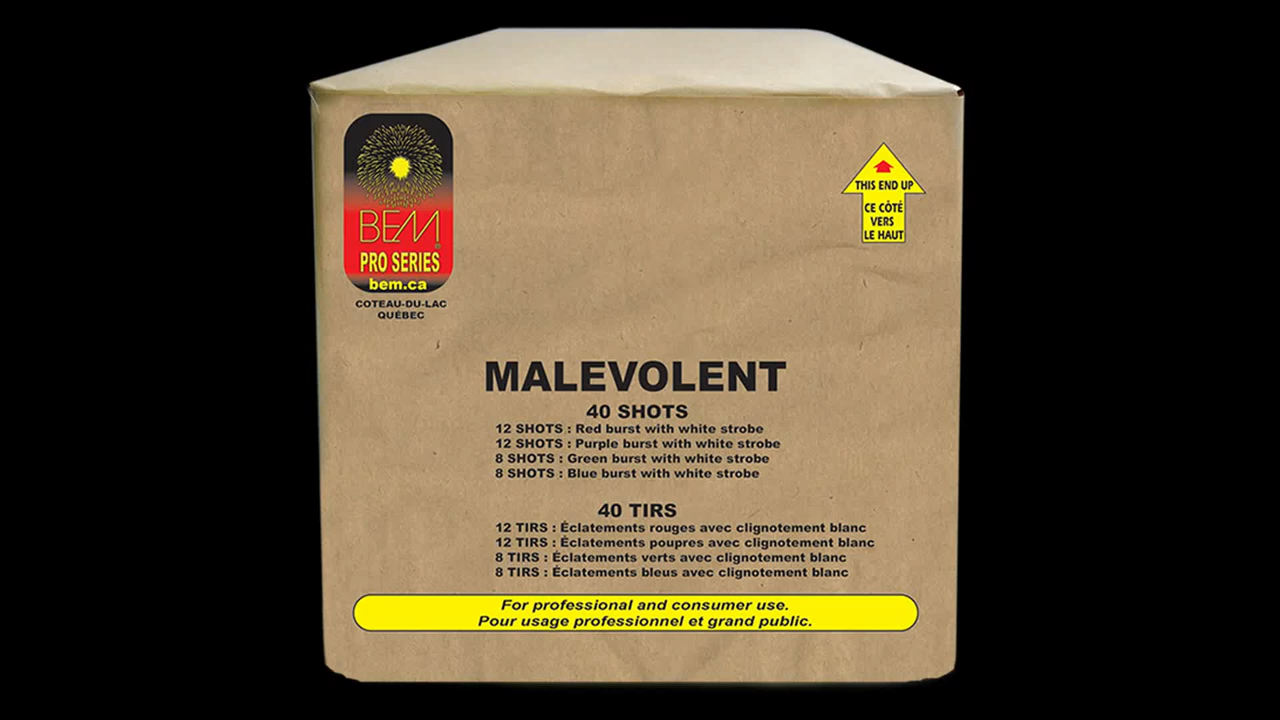 BEM
®
PRO SERIES
bem.ca
COTEAU-DU-LAC
QUÉBEC
THIS END UP
CE CÔTÉ
VERS
LE HAUT
MALEVOLENT
40 SHOTS
12 SHOTS : Red burst with white strobe
12 SHOTS : Purple burst with white strobe
8 SHOTS : Green burst with white strobe
8 SHOTS : Blue burst with white strobe
40 TIRS
12 TIRS : Éclatements rouges avec clignotement blanc
12 TIRS : Éclatements poupres avec clignotement blanc
8 TIRS : Éclatements verts avec clignotement blanc
8 TIRS : Éclatements bleus avec clignotement blanc
For professional and consumer use.
Pour usage professionnel et grand public.